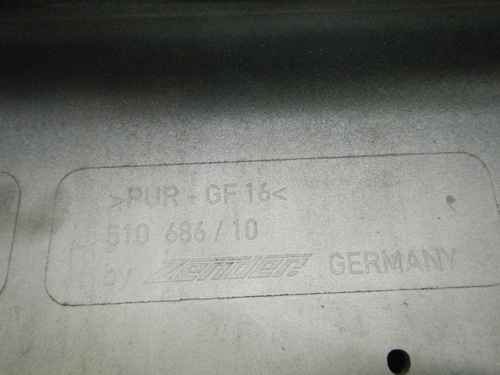 >PUR - GF 16<
510 686 / 10
by Zender GERMANY